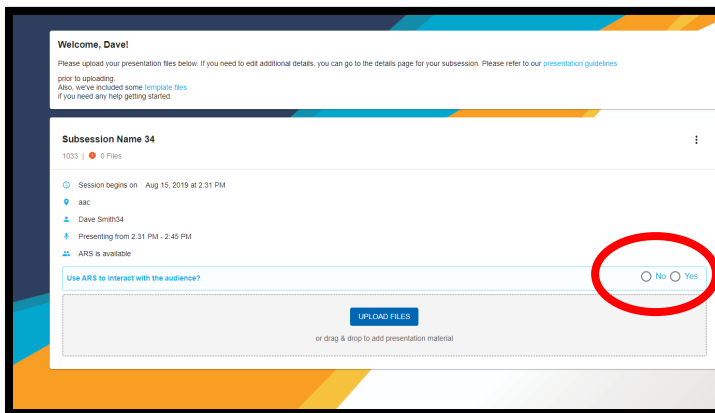 Welcome, Dave!
Please upload your presentation files below. If you need to edit additional details, you can go to the details page for your subsession. Please refer to our presentation guidelines
prior to uploading.
Also, we've included some template files
if you need any help getting started.
Subsession Name 34
1033 | 0 Files
Session begins on Aug 15, 2019 at 2:31 PM
aac
Dave Smith34
Presenting from 2:31 PM - 2:45 PM
ARS is available
Use ARS to interact with the audience? No Yes
UPLOAD FILES
or drag & drop to add presentation material